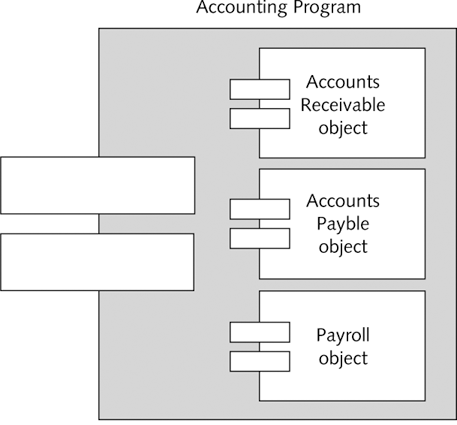 Accounting Program
Accounts
Receivable
object
Accounts
Payble
object
Payroll
object